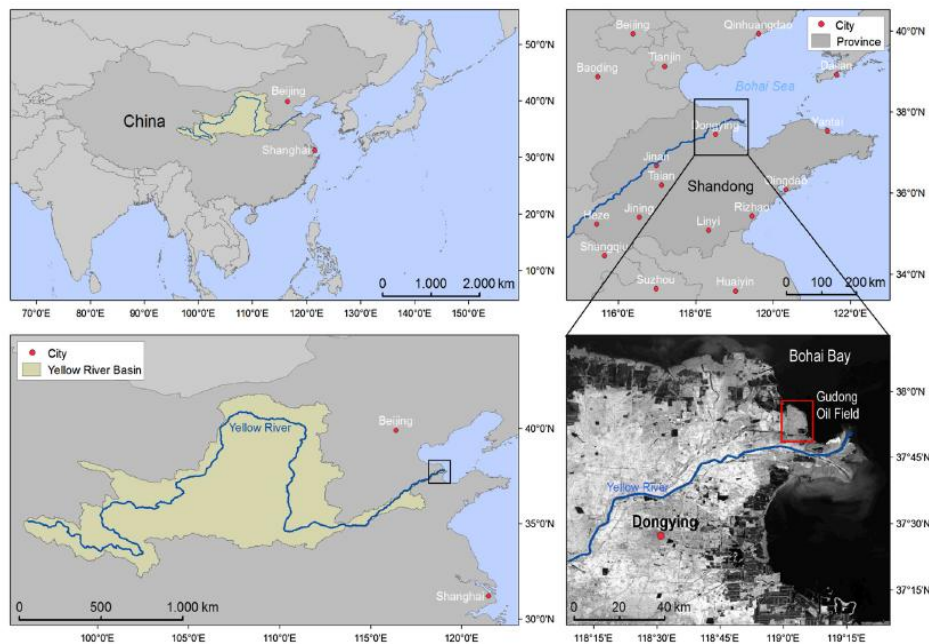 50°0'N
40°0'N
30°0'N
20°0'N
10°0'N
China
Beijing
Shanghai
0 1.000 2.000 km
70°0'E 80°0'E 90°0'E 100°0'E 110°0'E 120°0'E 130°0'E 140°0'E 150°0'E
City
Province
Beijing
Qinhuangdao
Tianjin
Baoding
Dalian
Bohai Sea
Dongying
Yantai
Jinan
Taian
Qingdao
Shandong
Jining
Rizhao
Heze
Linyi
Shangqiu
Suzhou
Huaiyin
0 100 200 km
40°0'N
38°0'N
36°0'N
34°0'N
116°0'E 118°0'E 120°0'E 122°0'E
City
Yellow River Basin
Yellow River
Beijing
Shanghai
0 500 1.000 km
40°0'N
35°0'N
30°0'N
100°0'E 105°0'E 110°0'E 115°0'E 120°0'E
Bohai Bay
Gudong
Oil Field
Yellow River
Dongying
0 20 40 km
38°0'N
37°45'N
37°30'N
37°15'N
118°15'E 118°30'E 118°45'E 119°0'E 119°15'E